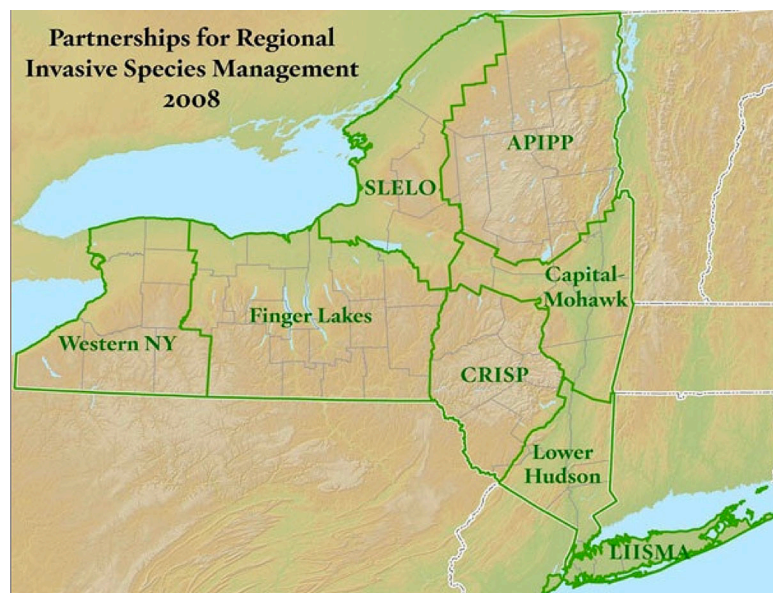 Partnerships for Regional
Invasive Species Management
2008
APIPP
SLELO
Capital-
Mohawk
Finger Lakes
Western NY
CRISP
Lower
Hudson
LIISMA